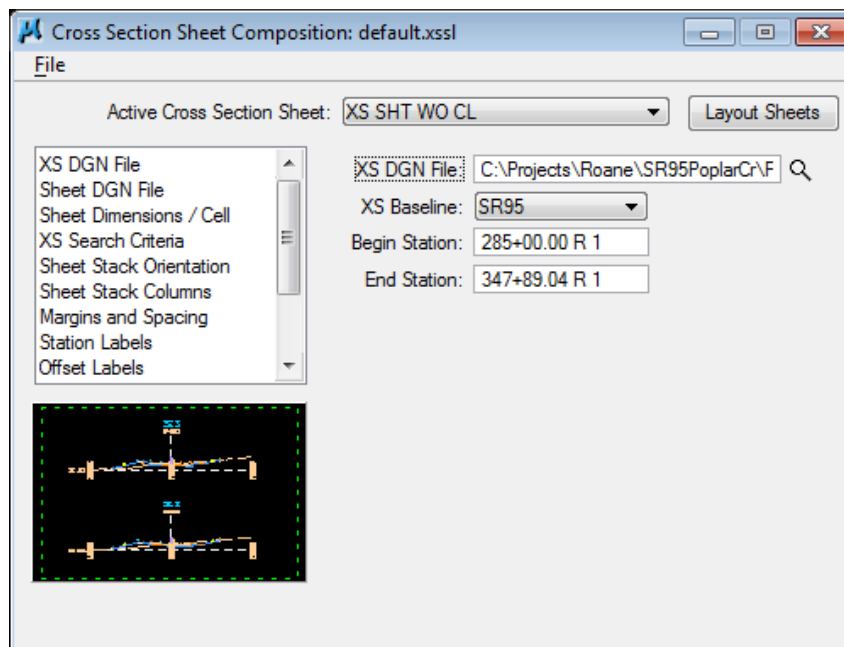 Cross Section Sheet Composition: default.xssl
File
Active Cross Section Sheet: XS SHT WO CL Layout Sheets
XS DGN File
Sheet DGN File
Sheet Dimensions / Cell
XS Search Criteria
Sheet Stack Orientation
Sheet Stack Columns
Margins and Spacing
Station Labels
Offset Labels
XS DGN File: C:\Projects\Roane\SR95PoplarCr\F
XS Baseline: SR95
Begin Station: 285+00.00 R 1
End Station: 347+89.04 R 1